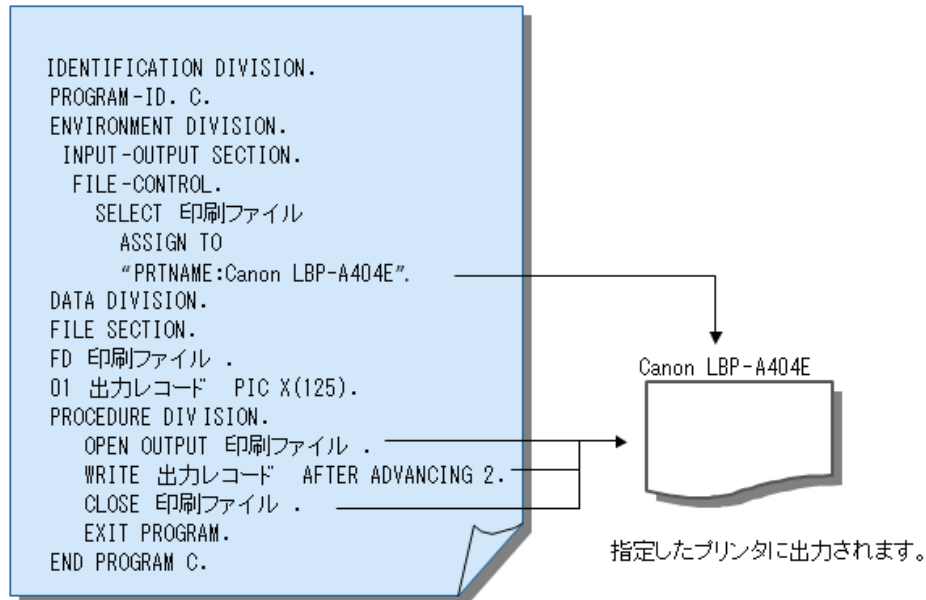 IDENTIFICATION DIVISION.
PROGRAM-ID. C.
ENVIRONMENT DIVISION.
INPUT-OUTPUT SECTION.
FILE-CONTROL.
SELECT 印刷ファイル
ASSIGN TO
"PRTNAME:Canon LBP-A404E".
DATA DIVISION.
FILE SECTION.
FD 印刷ファイル .
01 出力レコード PIC X(125).
PROCEDURE DIVISION.
OPEN OUTPUT 印刷ファイル .
WRITE 出力レコード AFTER ADVANCING 2.
CLOSE 印刷ファイル .
EXIT PROGRAM.
END PROGRAM C.
Canon LBP-A404E
指定したプリンタに出力されます。